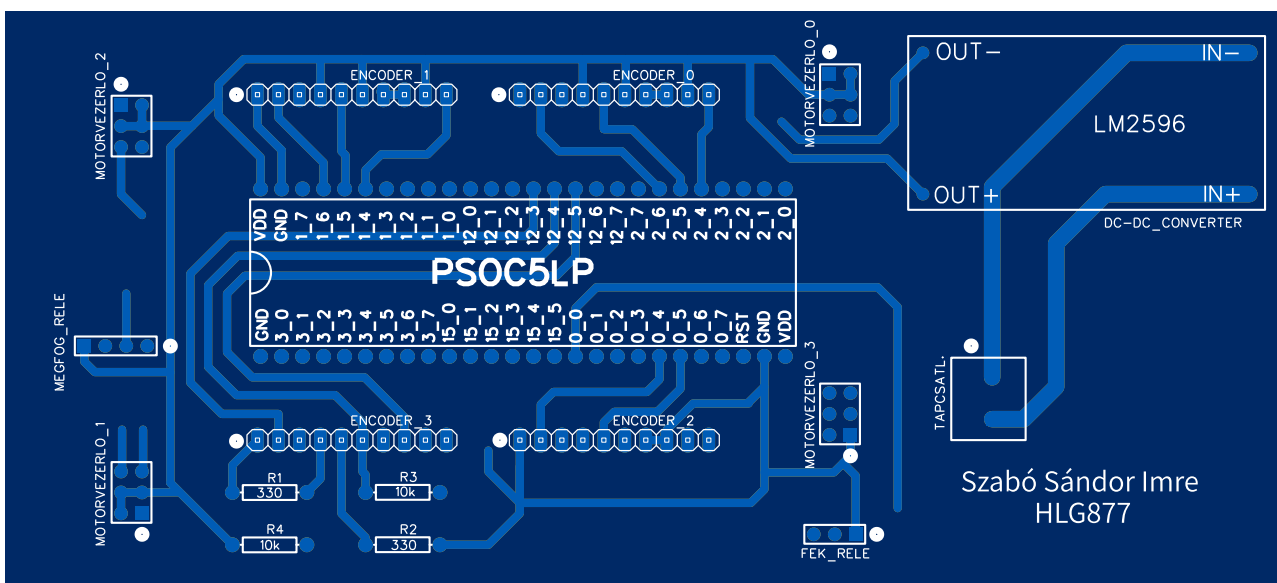 MOTORVEZERLO_2
ENCODER_1
ENCODER_0
MOTORVEZERLO_0
OUT-
IN-
LM2596
OUT+
IN+
DC-DC_CONVERTER
VDD
GND
1_7
1_6
1_5
1_4
1_3
1_2
1_1
1_0
12_0
12_1
12_2
12_3
12_4
12_5
12_6
12_7
2_7
2_6
2_5
2_4
2_3
2_2
2_1
2_0
PSOC5LP
GND
3_0
3_1
3_2
3_3
3_4
3_5
3_6
3_7
15_0
15_1
15_2
15_3
15_4
15_5
0_0
0_1
0_2
0_3
0_4
0_5
0_6
0_7
RST
GND
VDD
MEGFOG_RELE
TAPCSATL.
MOTORVEZERLO_1
ENCODER_3
ENCODER_2
MOTORVEZERLO_3
R1
330
R3
10k
R4
10k
R2
330
FEK_RELE
Szabó Sándor Imre
HLG877